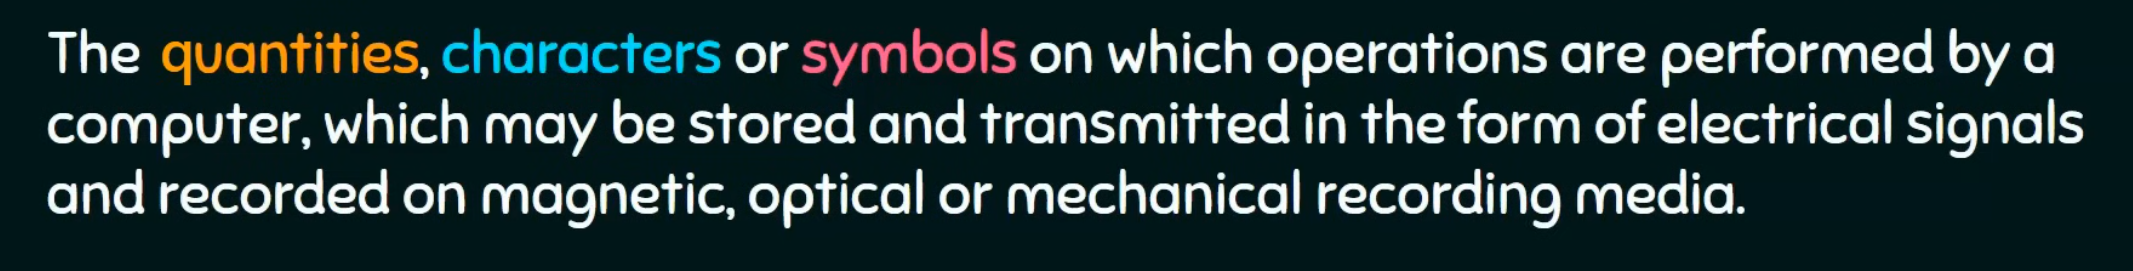 The quantities, characters or symbols on which operations are performed by a
computer, which may be stored and transmitted in the form of electrical signals
and recorded on magnetic, optical or mechanical recording media.